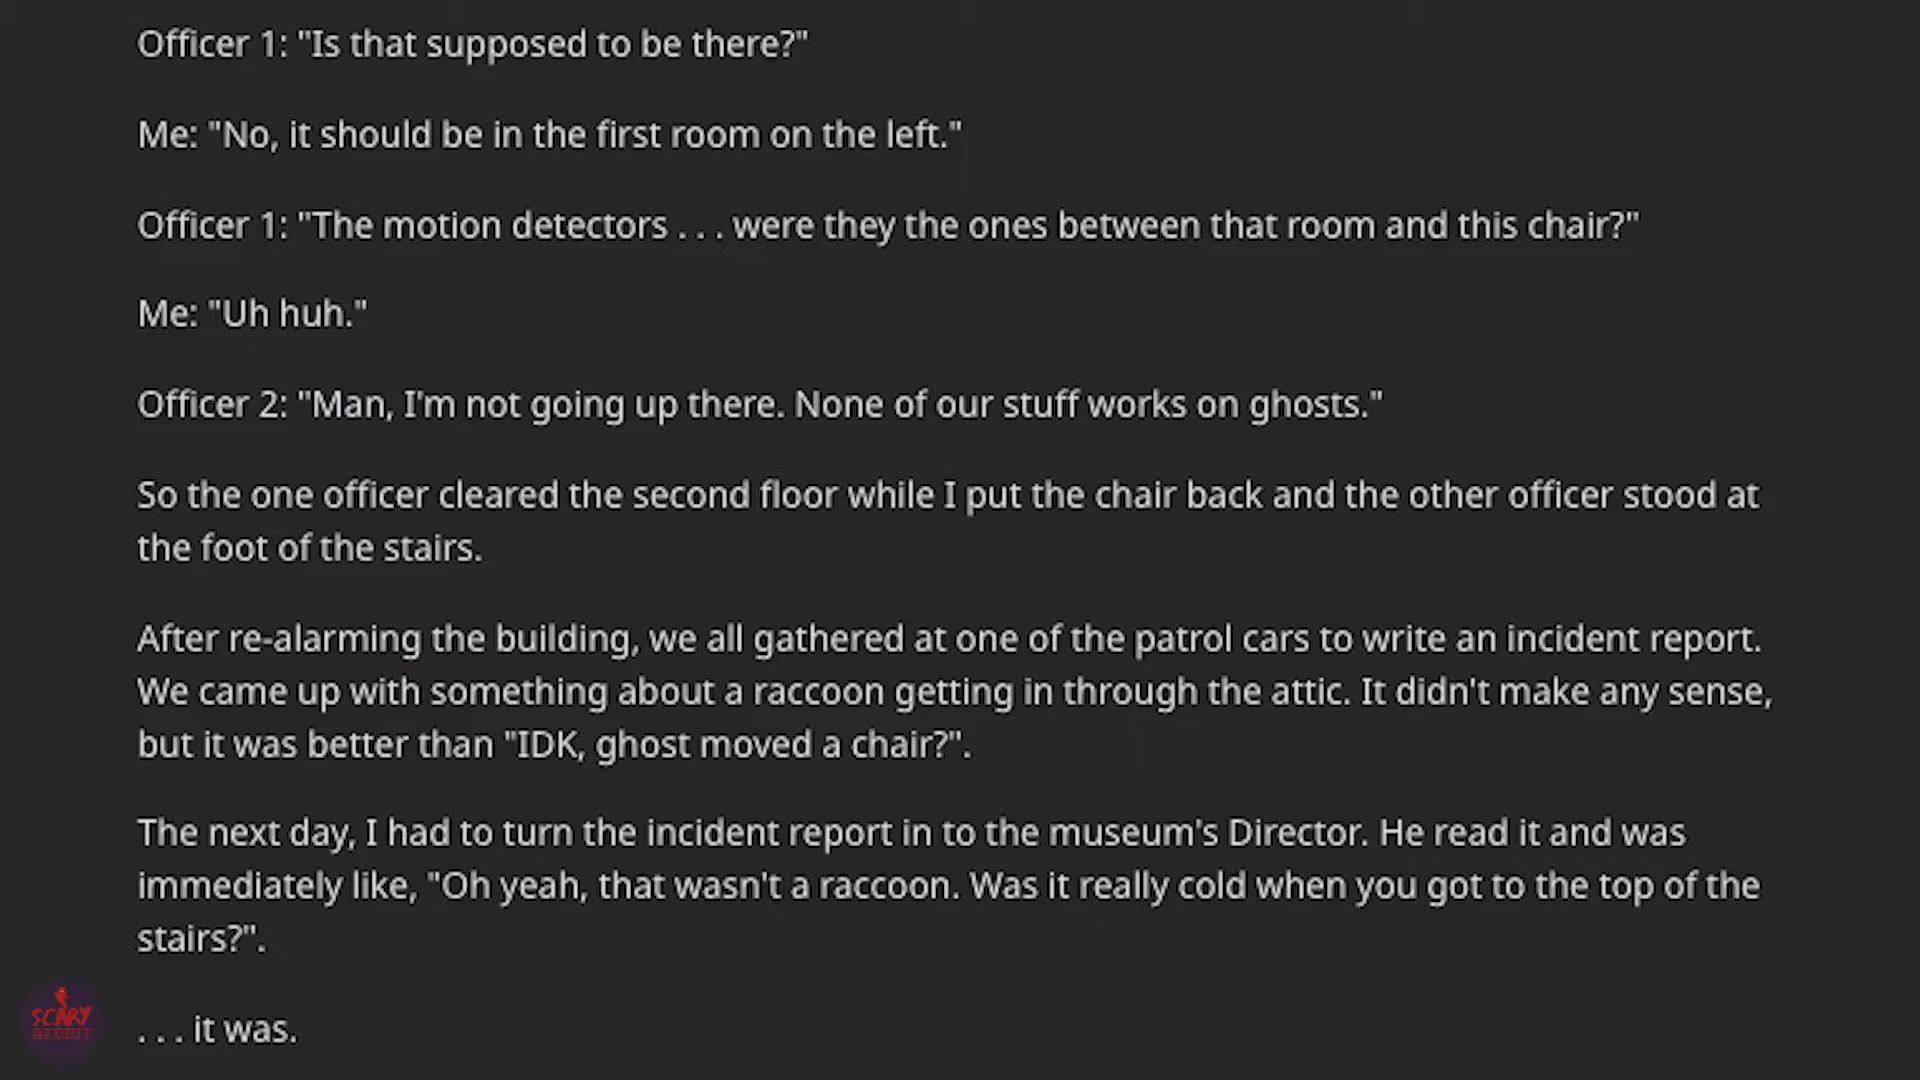 Officer 1: "Is that supposed to be there?"
Me: "No, it should be in the first room on the left."
Officer 1: "The motion detectors . . . were they the ones between that room and this chair?"
Me: "Uh huh."
Officer 2: "Man, I'm not going up there. None of our stuff works on ghosts."
So the one officer cleared the second floor while I put the chair back and the other officer stood at
the foot of the stairs.
After re-alarming the building, we all gathered at one of the patrol cars to write an incident report.
We came up with something about a raccoon getting in through the attic. It didn't make any sense,
but it was better than "IDK, ghost moved a chair?".
The next day, I had to turn the incident report in to the museum's Director. He read it and was
immediately like, "Oh yeah, that wasn't a raccoon. Was it really cold when you got to the top of the
stairs?".
. . . it was.
SCARY
REDDIT